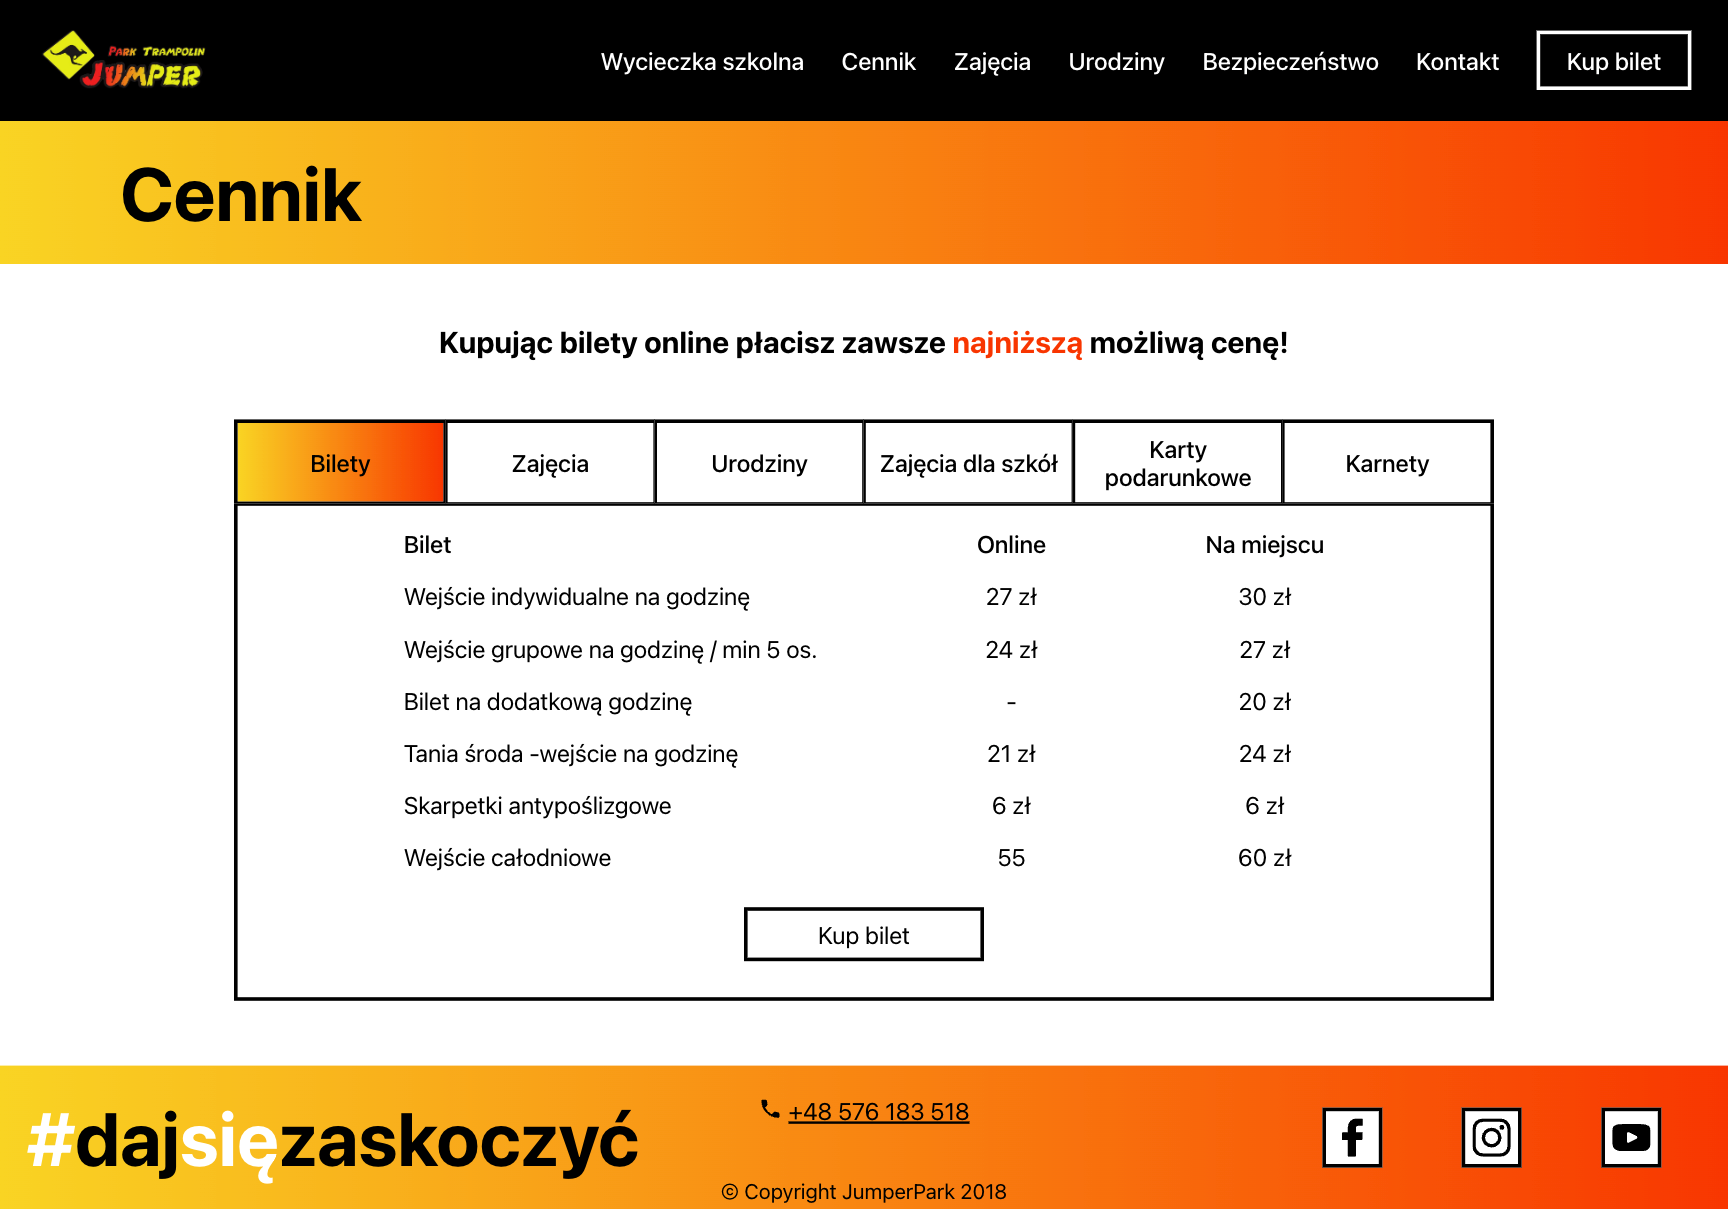 PARK TRAMPOLIN
JUMPER
Wycieczka szkolna Cennik Zajęcia Urodziny Bezpieczeństwo Kontakt Kup bilet
Cennik
Kupując bilety online płacisz zawsze najniższą możliwą cenę!
Bilety Zajęcia Urodziny Zajęcia dla szkół Karty podarunkowe Karnety
Bilet Online Na miejscu
Wejście indywidualne na godzinę 27 zł 30 zł
Wejście grupowe na godzinę / min 5 os. 24 zł 27 zł
Bilet na dodatkową godzinę - 20 zł
Tania środa -wejście na godzinę 21 zł 24 zł
Skarpetki antypoślizgowe 6 zł 6 zł
Wejście całodniowe 55 60 zł
Kup bilet
#dajsięzaskoczyć
+48 576 183 518
© Copyright JumperPark 2018